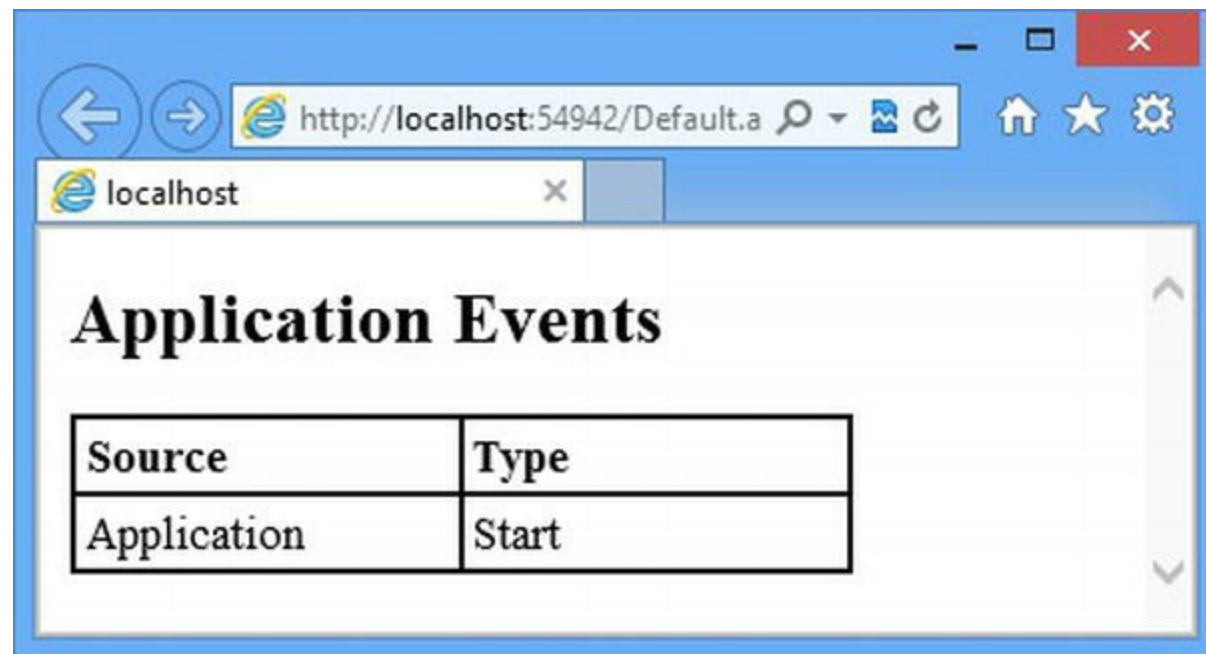 http://localhost:54942/Default.a
localhost
Application Events
Source Type
Application Start